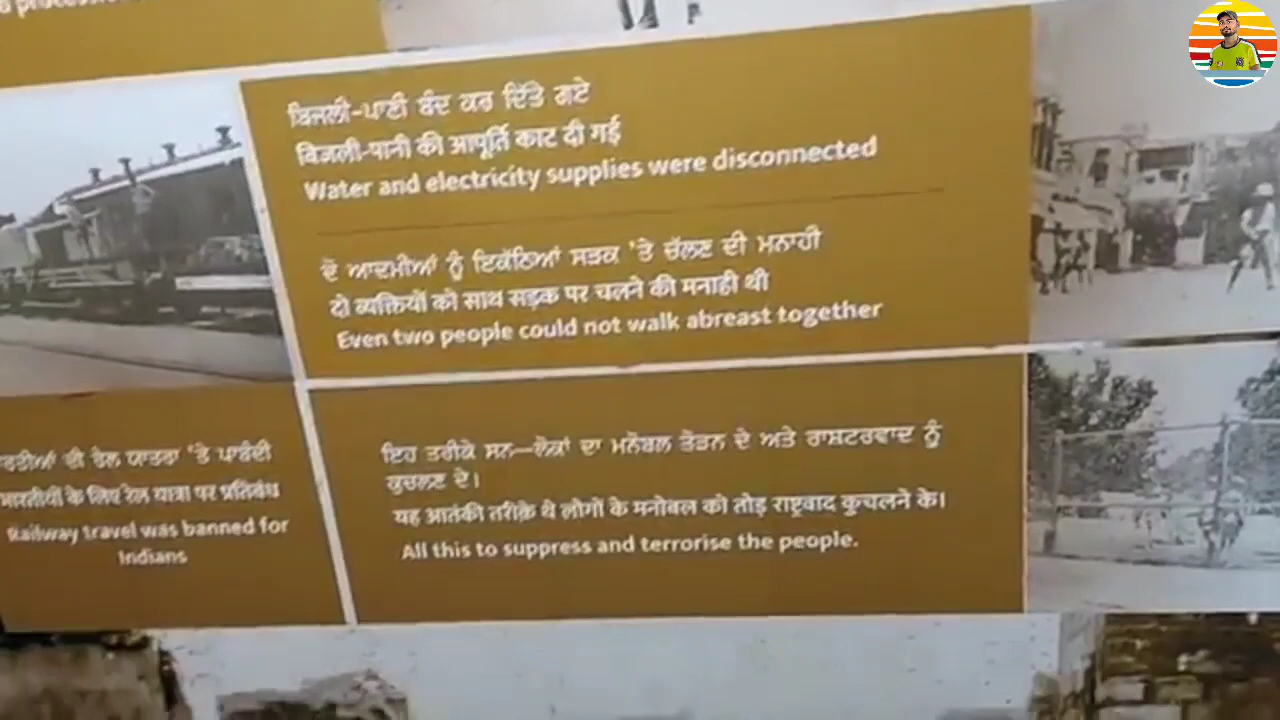 ਬਿਜਲੀ-ਪਾਣੀ ਬੰਦ ਕਰ ਦਿੱਤੇ ਗਏ
बिजली-पानी की आपूर्ति काट दी गई
Water and electricity supplies were disconnected
ਦੋ ਆਦਮੀਆਂ ਨੂੰ ਇਕੱਠਿਆਂ ਸੜਕ 'ਤੇ ਚੱਲਣ ਦੀ ਮਨਾਹੀ
दो व्यक्तियों को साथ सड़क पर चलने की मनाही थी
Even two people could not walk abreast together
ਦੀ ਰੇਲ ਯਾਤਰਾ 'ਤੇ ਪਾਬੰਦੀ
भारतीयों के लिए रेल यात्रा पर प्रतिबंध
Railway travel was banned for
Indians
ਇਹ ਤਰੀਕੇ ਸਨ—ਲੋਕਾਂ ਦਾ ਮਨੋਬਲ ਤੋੜਨ ਦੇ ਅਤੇ ਰਾਸ਼ਟਰਵਾਦ ਨੂੰ
ਕੁਚਲਣ ਦੇ।
यह आतंकी तरीक़े थे लोगों के मनोबल को तोड़ राष्ट्रवाद कुचलने के।
All this to suppress and terrorise the people.